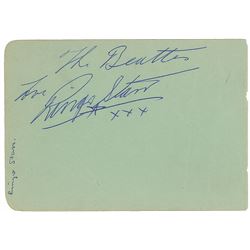 The Beatles
love
Ringo Starr
xxx
Ringo Starr.